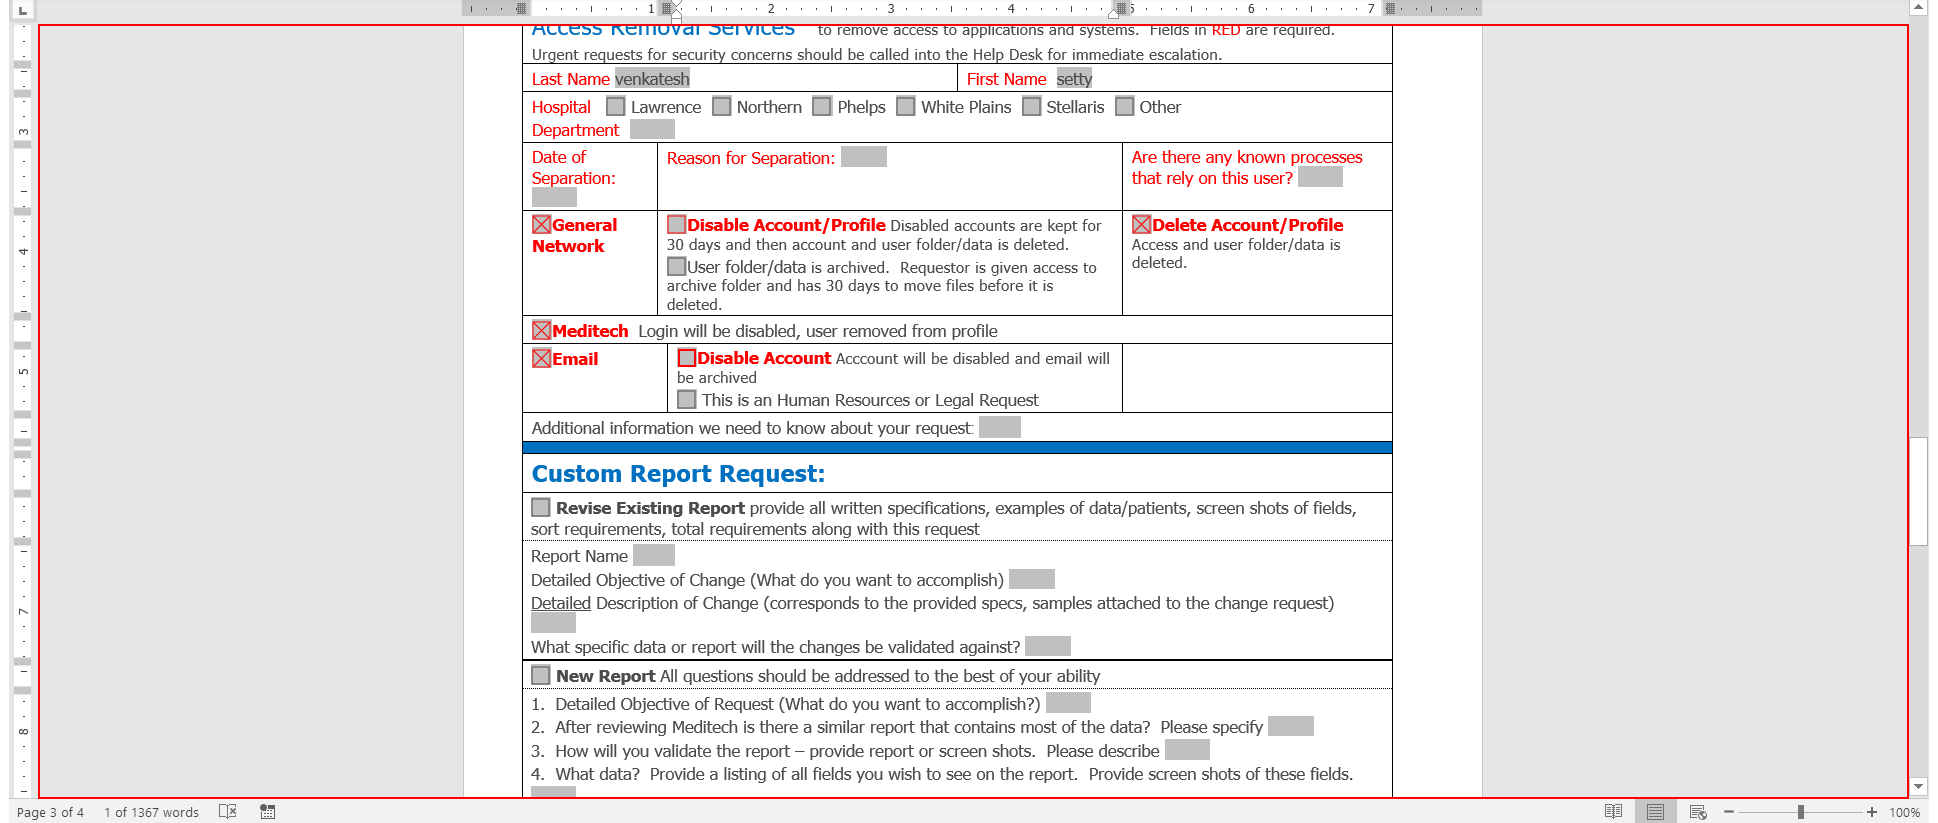 1 2 3 4 5 6 7
Access Removal Services to remove access to applications and systems. Fields in RED are required.
Urgent requests for security concerns should be called into the Help Desk for immediate escalation.
Last Name venkatesh First Name setty
Hospital Lawrence Northern Phelps White Plains Stellaris Other
Department
Date of Separation:
Reason for Separation:
Are there any known processes
that rely on this user?
General
Network
Disable Account/Profile Disabled accounts are kept for
30 days and then account and user folder/data is deleted.
User folder/data is archived. Requestor is given access to
archive folder and has 30 days to move files before it is
deleted.
Delete Account/Profile
Access and user folder/data is
deleted.
Meditech Login will be disabled, user removed from profile
Email
Disable Account Acccount will be disabled and email will
be archived
This is an Human Resources or Legal Request
Additional information we need to know about your request:
Custom Report Request:
Revise Existing Report provide all written specifications, examples of data/patients, screen shots of fields,
sort requirements, total requirements along with this request
Report Name
Detailed Objective of Change (What do you want to accomplish)
Detailed Description of Change (corresponds to the provided specs, samples attached to the change request)
What specific data or report will the changes be validated against?
New Report All questions should be addressed to the best of your ability
1. Detailed Objective of Request (What do you want to accomplish?)
2. After reviewing Meditech is there a similar report that contains most of the data? Please specify
3. How will you validate the report – provide report or screen shots. Please describe
4. What data? Provide a listing of all fields you wish to see on the report. Provide screen shots of these fields.
3
4
5
7
8
Page 3 of 4 1 of 1367 words 100%